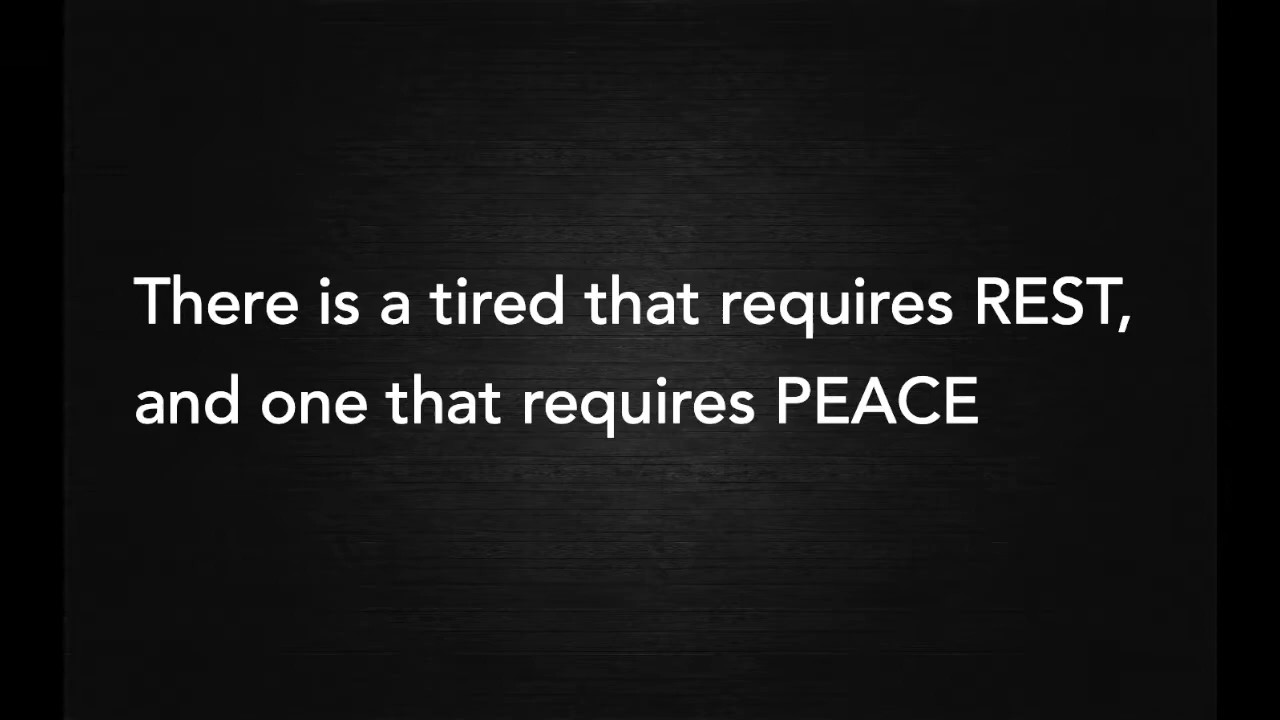 There is a tired that requires REST,
and one that requires PEACE